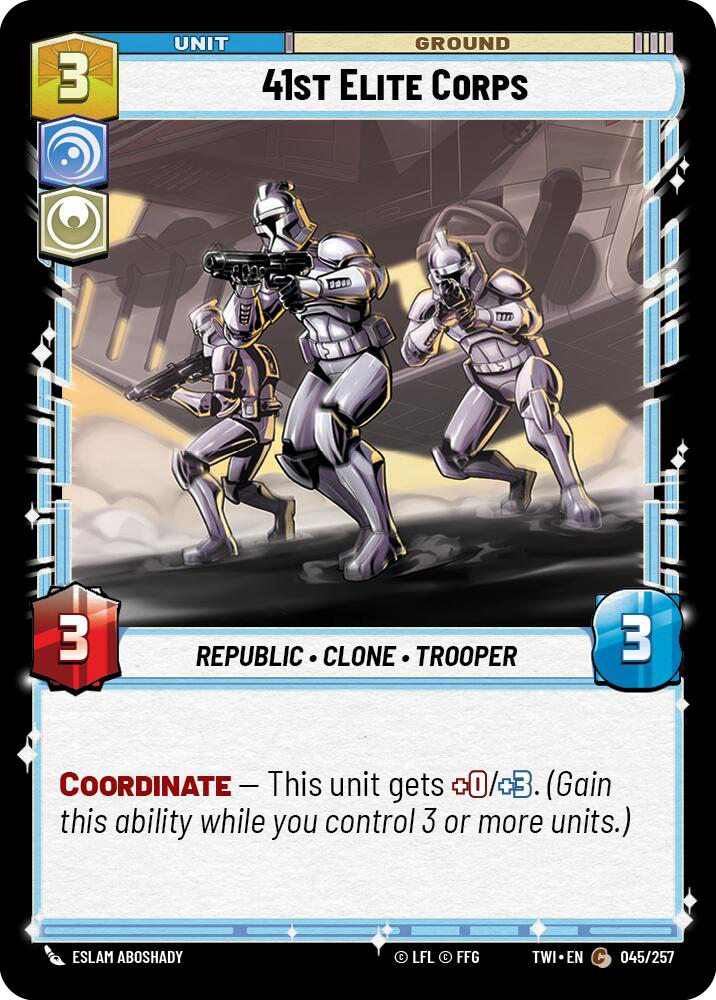 UNIT GROUND
3
41st Elite Corps
3 3
REPUBLIC • CLONE • TROOPER
COORDINATE — This unit gets +0/+3. (Gain
this ability while you control 3 or more units.)
ESLAM ABOSHADY © LFL © FFG TWI • EN C 045/257